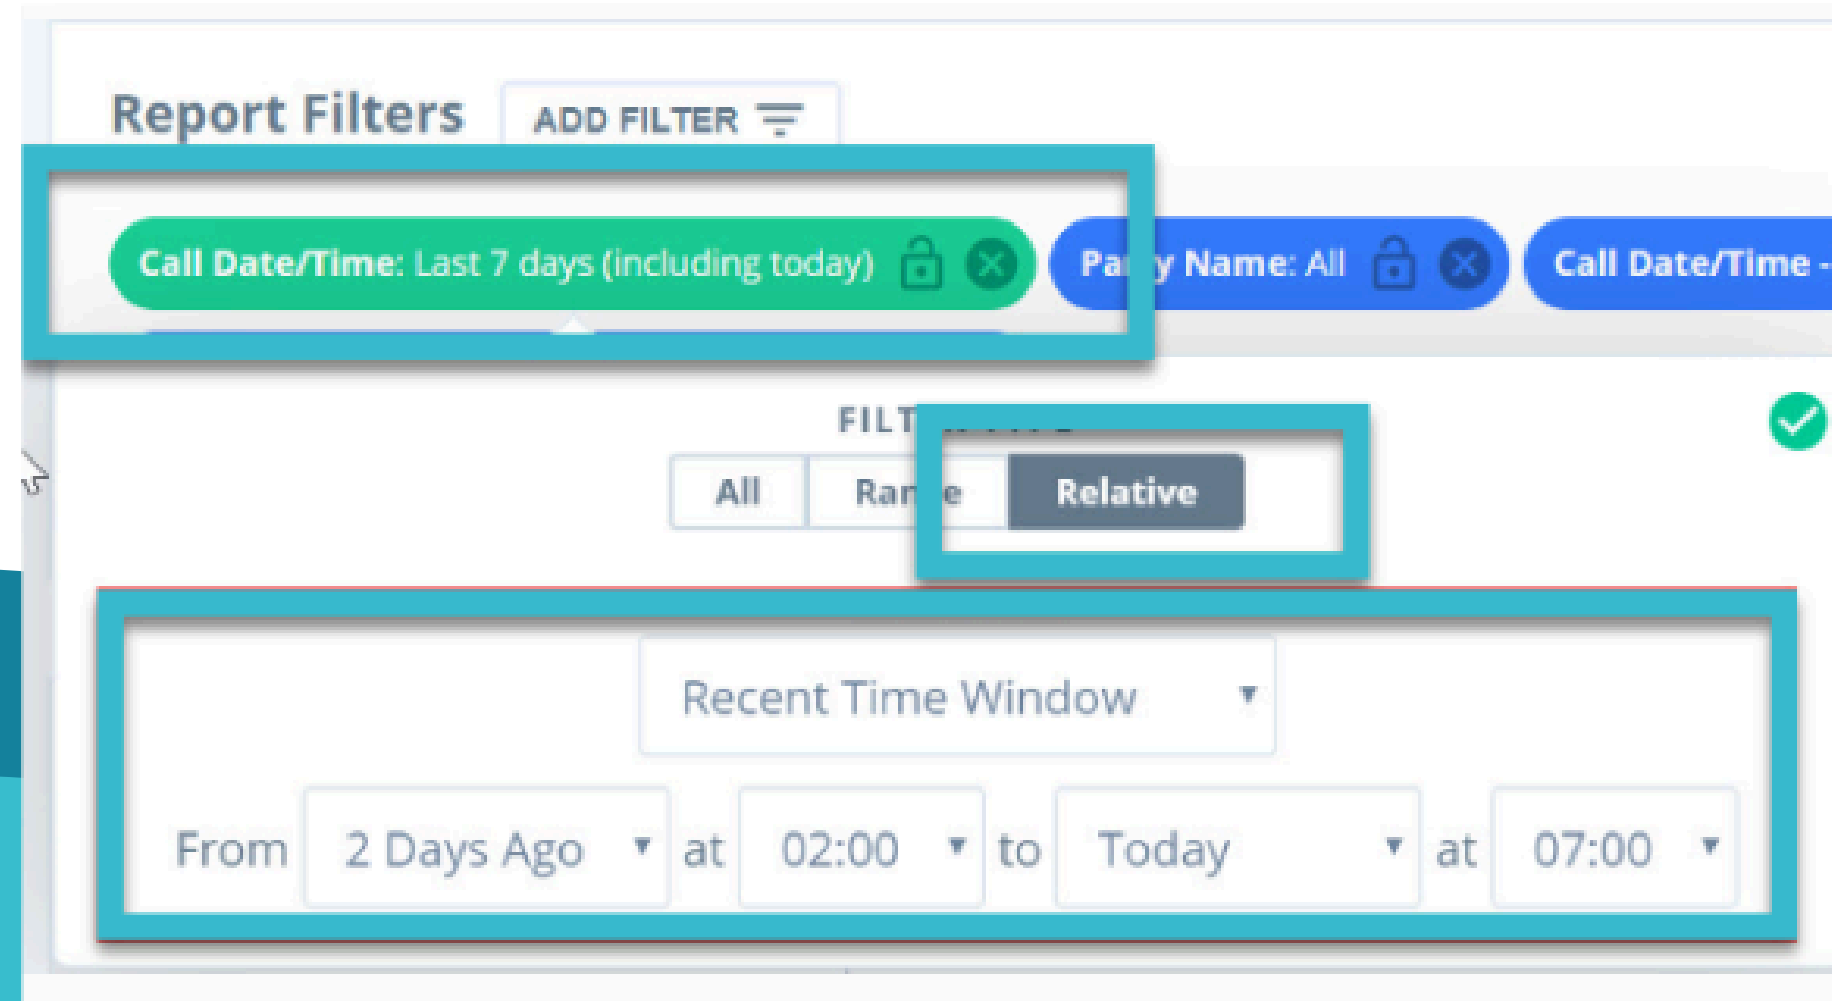 Report Filters ADD FILTER
Call Date/Time: Last 7 days (including today) Name: All Call Date/Time -
All Relative
Recent Time Window
From 2 Days Ago at 02:00 to Today at 07:00